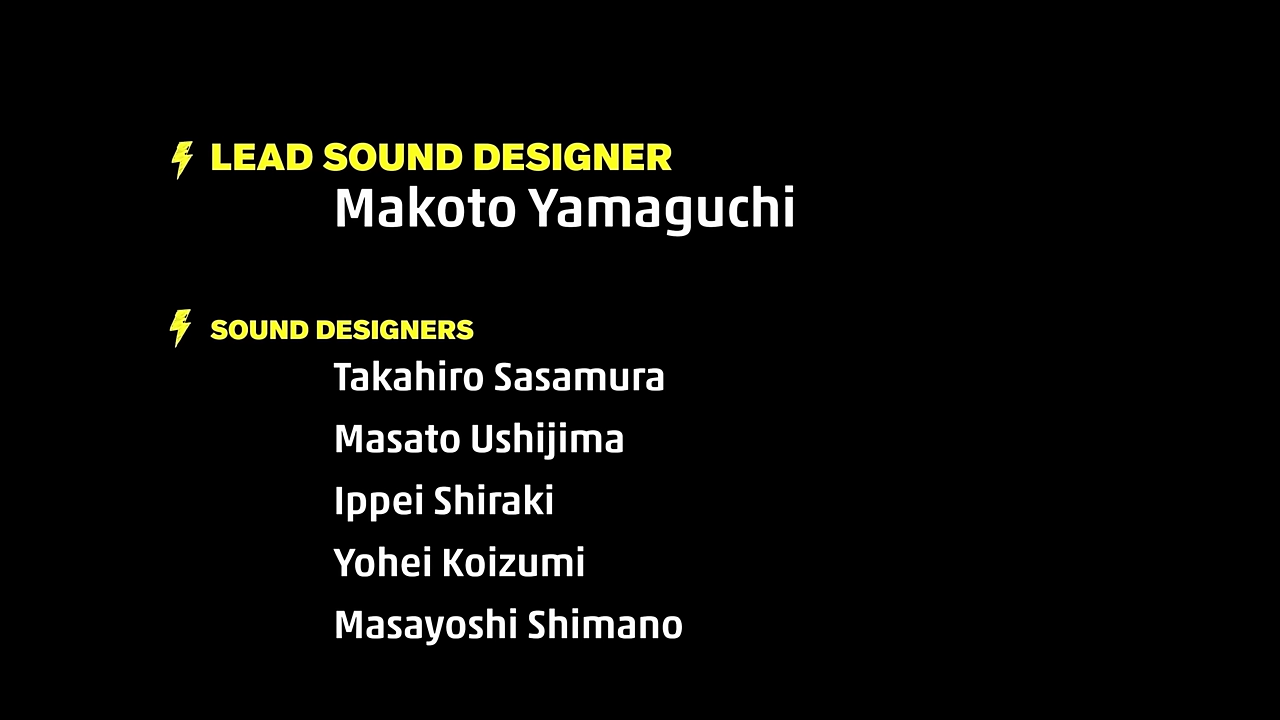 LEAD SOUND DESIGNER
Makoto Yamaguchi
SOUND DESIGNERS
Takahiro Sasamura
Masato Ushijima
Ippei Shiraki
Yohei Koizumi
Masayoshi Shimano